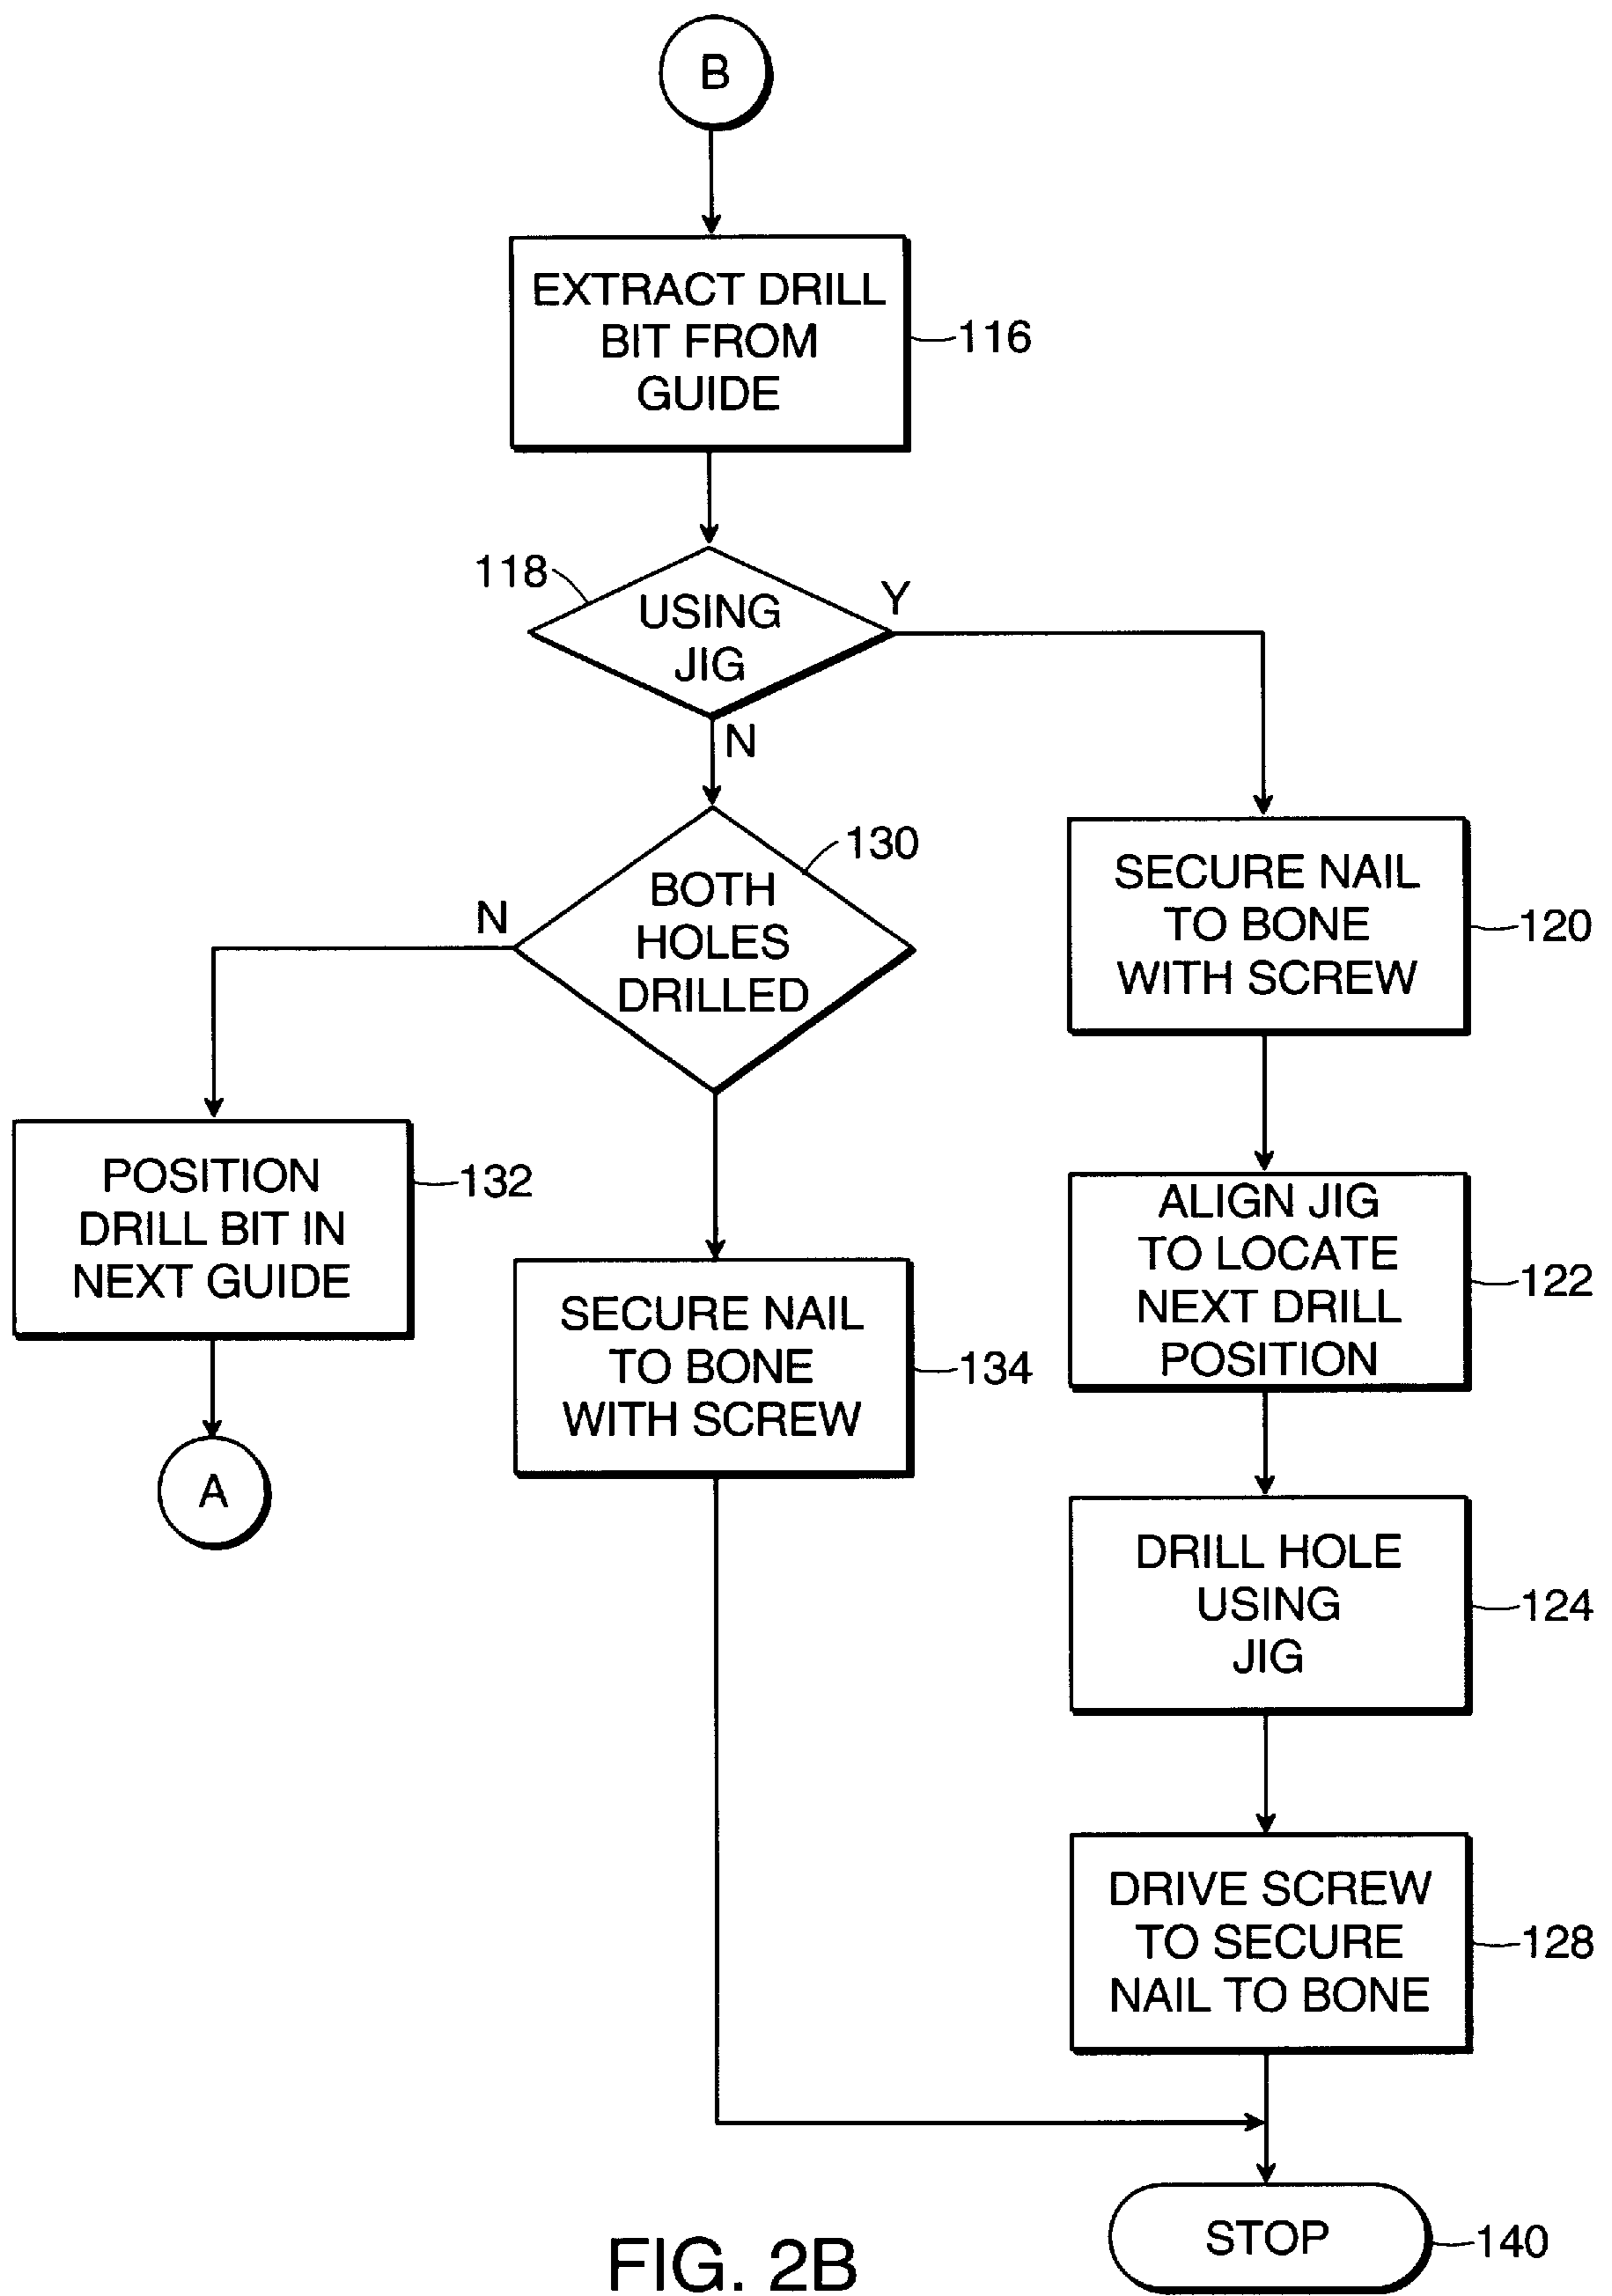 B
EXTRACT DRILL
BIT FROM
GUIDE
116
118
USING
JIG
Y
N
130
BOTH
HOLES
DRILLED
N
SECURE NAIL
TO BONE
WITH SCREW
120
POSITION
DRILL BIT IN
NEXT GUIDE
132
ALIGN JIG
TO LOCATE
NEXT DRILL
POSITION
122
SECURE NAIL
TO BONE
WITH SCREW
134
A
DRILL HOLE
USING
JIG
124
DRIVE SCREW
TO SECURE
NAIL TO BONE
128
STOP
140
FIG. 2B